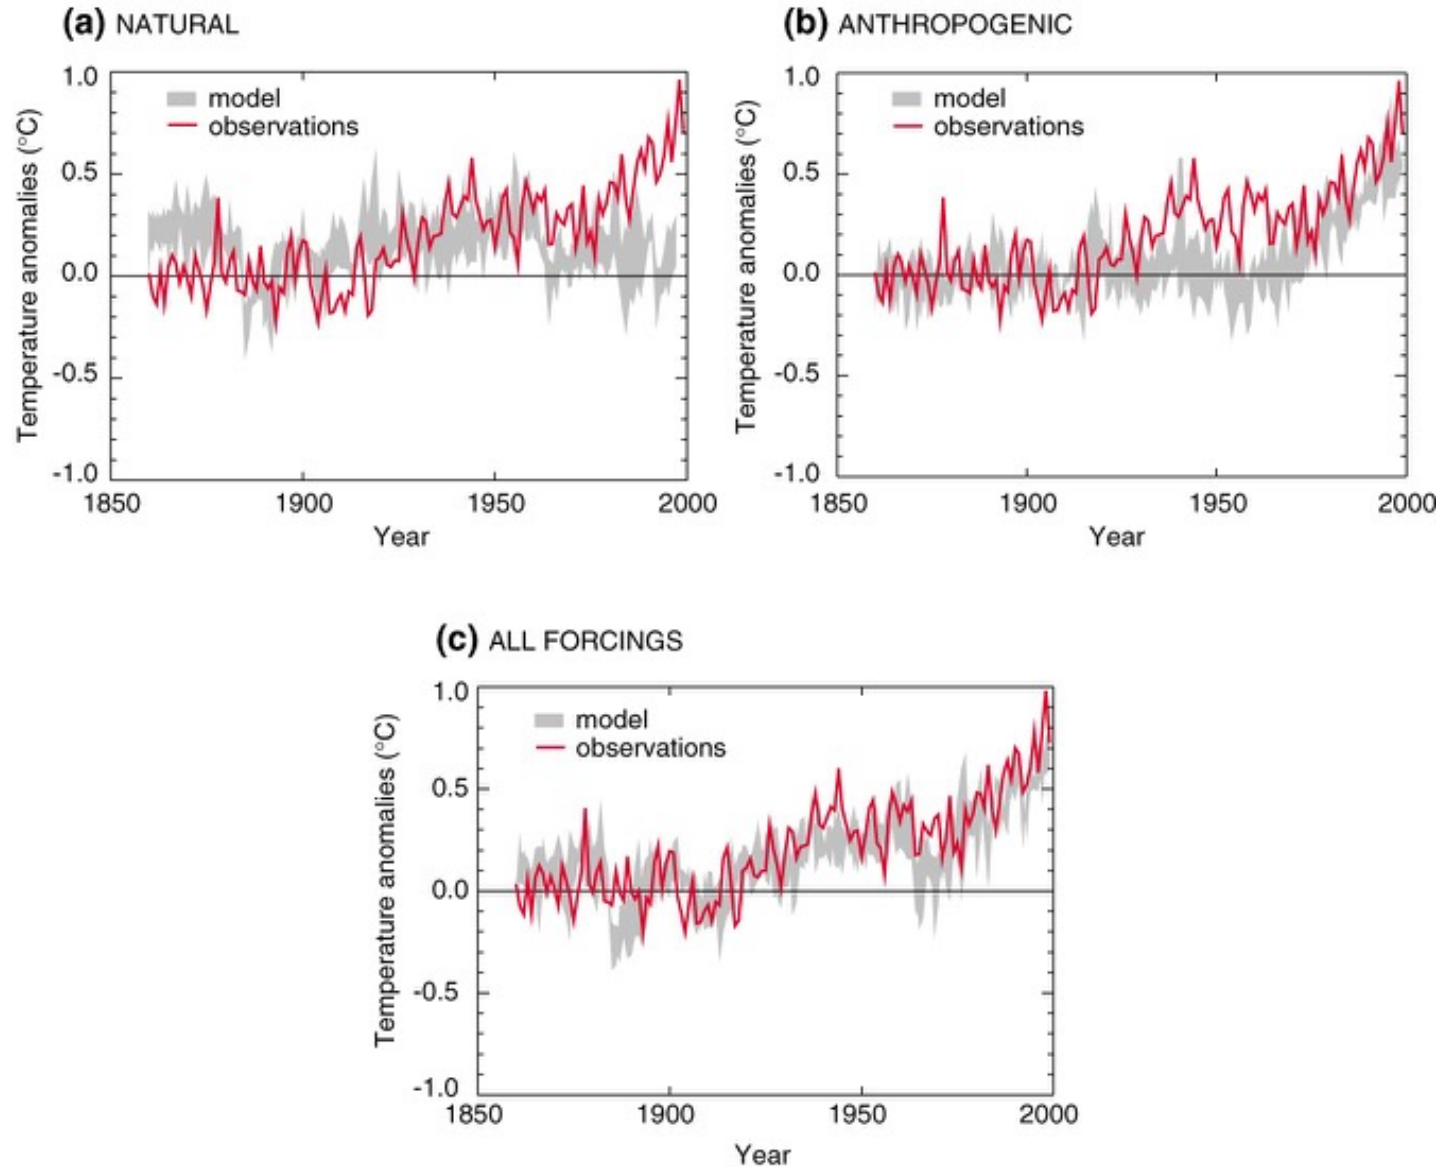 (a) NATURAL
1.0
0.5
0.0
-0.5
-1.0
Temperature anomalies (°C)
model
observations
1850 1900 1950 2000
Year
(b) ANTHROPOGENIC
1.0
0.5
0.0
-0.5
-1.0
Temperature anomalies (°C)
model
observations
1850 1900 1950 2000
Year
(c) ALL FORCINGS
1.0
0.5
0.0
-0.5
-1.0
Temperature anomalies (°C)
model
observations
1850 1900 1950 2000
Year